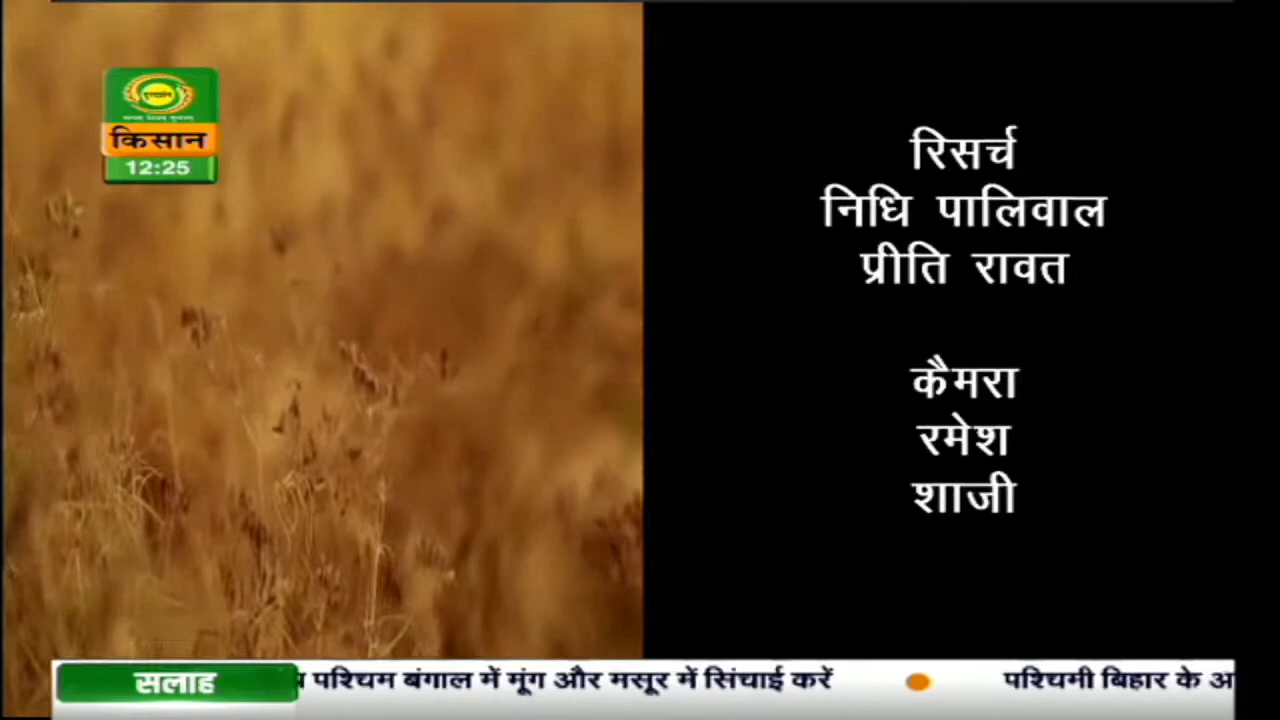 किसान
12:25
रिसर्च
निधि पालिवाल
प्रीति रावत
कैमरा
रमेश
शाजी
सलाह
पश्चिम बंगाल में मूंग और मसूर में सिंचाई करें
पश्चिमी बिहार के